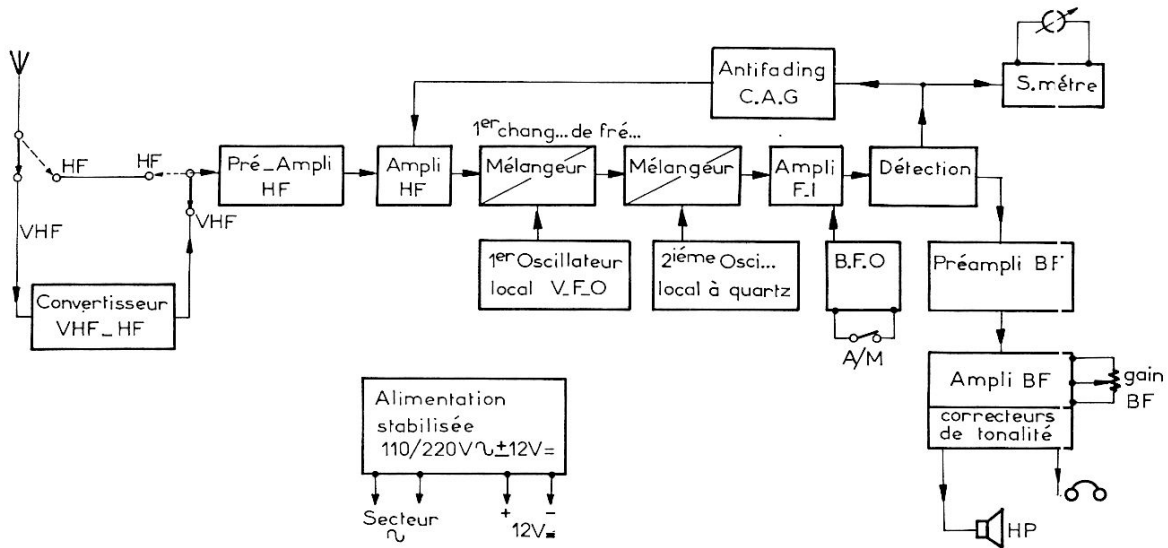 Antifading
C.A.G
S.métre
1er chang... de fré...
HF
HF
Pré_Ampli
HF
Ampli
HF
Mélangeur
Mélangeur
Ampli
F_I
Détection
VHF
VHF
Convertisseur
VHF_HF
1er Oscillateur
local V_F_O
2iéme Osci...
local à quartz
B.F.O
A/M
Préampli BF
Ampli BF
gain
BF
correcteurs
de tonalité
HP
Alimentation
stabilisée
110/220V∿±12V=
Secteur
∿
+ −
12V=